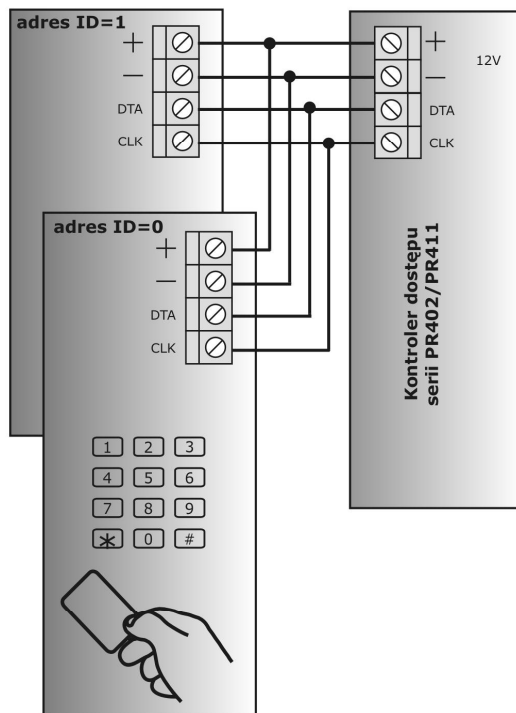 adres ID=1
+
—
DTA
CLK
+
—
DTA
CLK
12V
adres ID=0
+
—
DTA
CLK
Kontroler dostępu
serii PR402/PR411
1 2 3
4 5 6
7 8 9
* 0 #